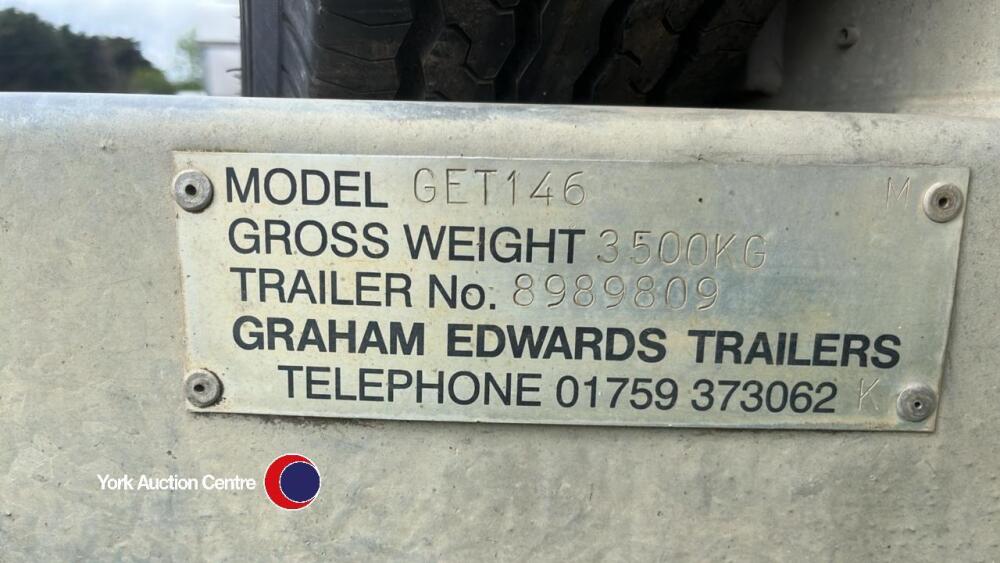 MODEL GET146 M
GROSS WEIGHT 3500KG
TRAILER No. 8989809
GRAHAM EDWARDS TRAILERS
TELEPHONE 01759 373062 K
York Auction Centre